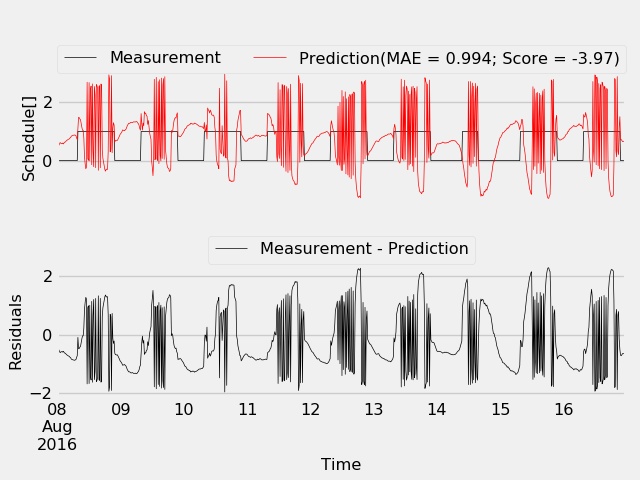 Measurement
Prediction(MAE = 0.994; Score = -3.97)
2
0
Schedule[]
Measurement - Prediction
2
0
−2
Residuals
08 09 10 11 12 13 14 15 16
Aug
2016
Time